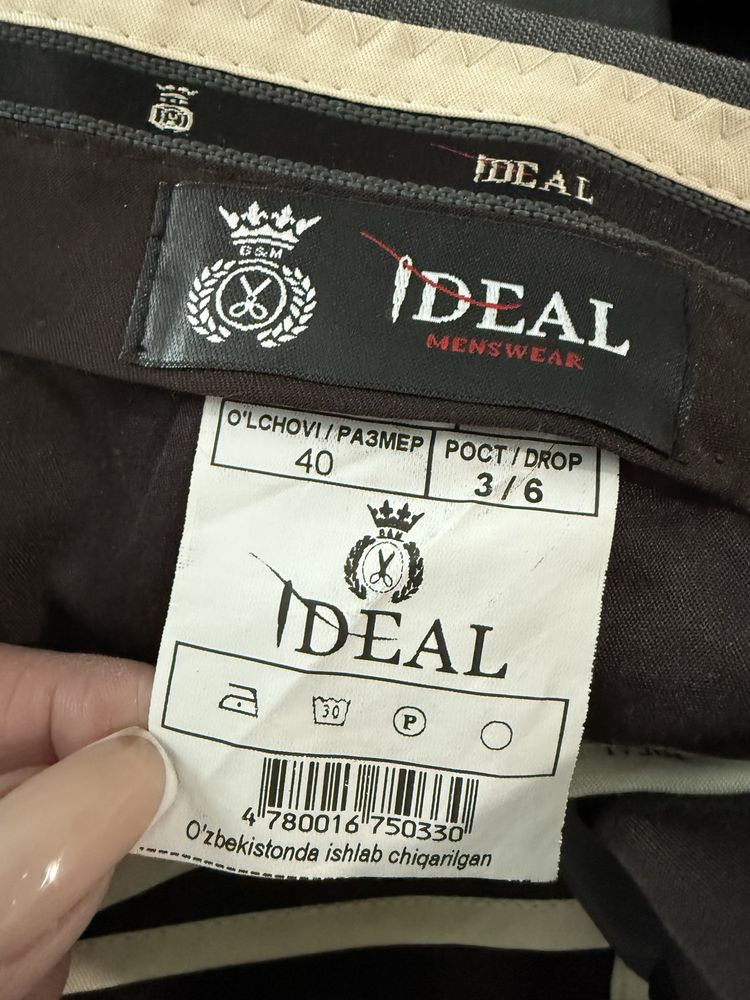 IDEAL
G&M
IDEAL
MENSWEAR
O'LCHOVI / РАЗМЕР
40
РОСТ / DROP
3 / 6
IDEAL
30
P
4 780016 750330
O'zbekistonda ishlab chiqarilgan